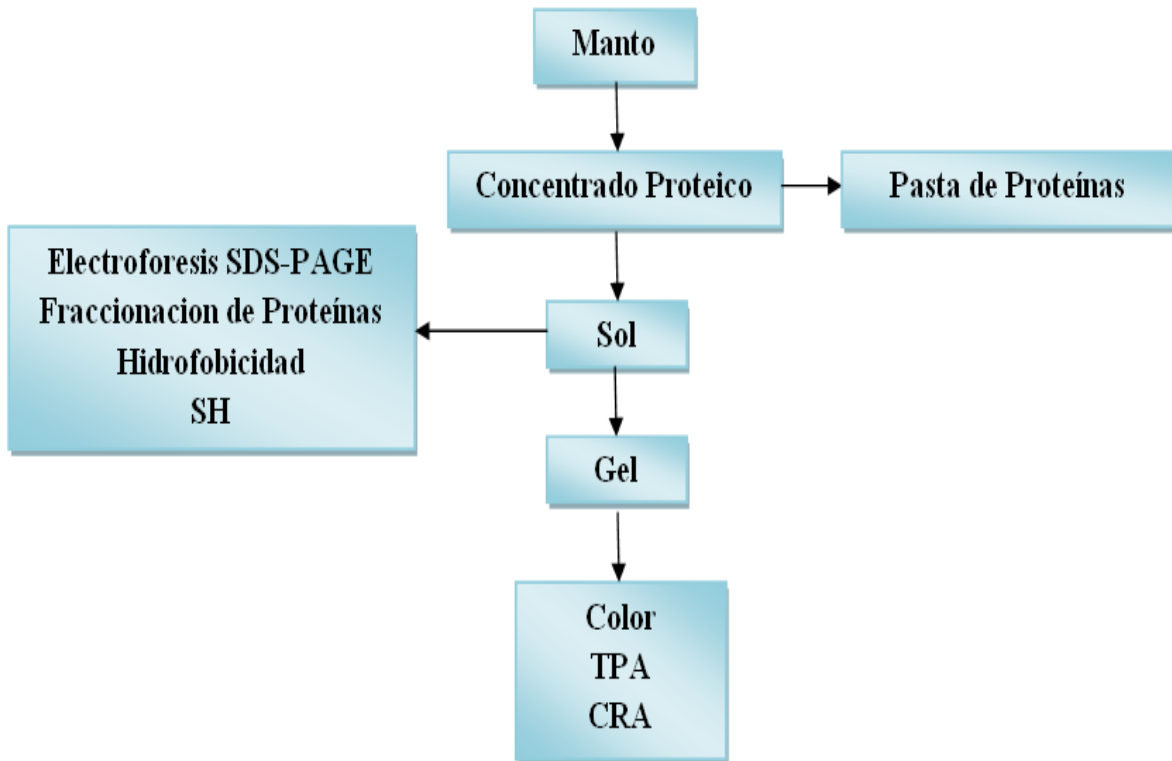 Manto
Concentrado Proteico
Pasta de Proteínas
Electroforesis SDS-PAGE
Fraccionacion de Proteínas
Hidrofobicidad
SH
Sol
Gel
Color
TPA
CRA